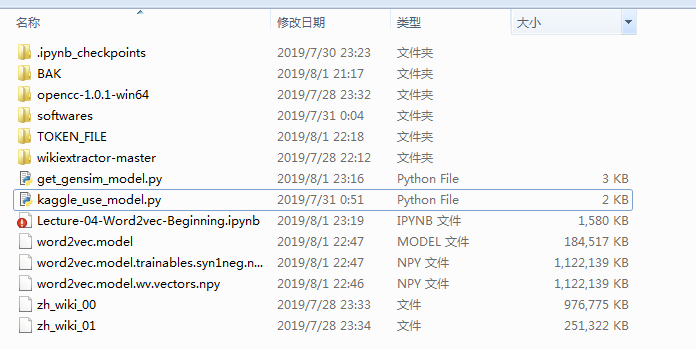 名称 修改日期 类型 大小
.ipynb_checkpoints 2019/7/30 23:23 文件夹
BAK 2019/8/1 21:17 文件夹
opencc-1.0.1-win64 2019/7/28 23:32 文件夹
softwares 2019/7/31 0:04 文件夹
TOKEN_FILE 2019/8/1 22:18 文件夹
wikiextractor-master 2019/7/28 22:12 文件夹
get_gensim_model.py 2019/8/1 23:16 Python File 3 KB
kaggle_use_model.py 2019/7/31 0:51 Python File 2 KB
Lecture-04-Word2vec-Beginning.ipynb 2019/8/1 23:19 IPYNB 文件 1,580 KB
word2vec.model 2019/8/1 22:47 MODEL 文件 184,517 KB
word2vec.model.trainables.syn1neg.n... 2019/8/1 22:47 NPY 文件 1,122,139 KB
word2vec.model.wv.vectors.npy 2019/8/1 22:46 NPY 文件 1,122,139 KB
zh_wiki_00 2019/7/28 23:33 文件 976,775 KB
zh_wiki_01 2019/7/28 23:34 文件 251,322 KB